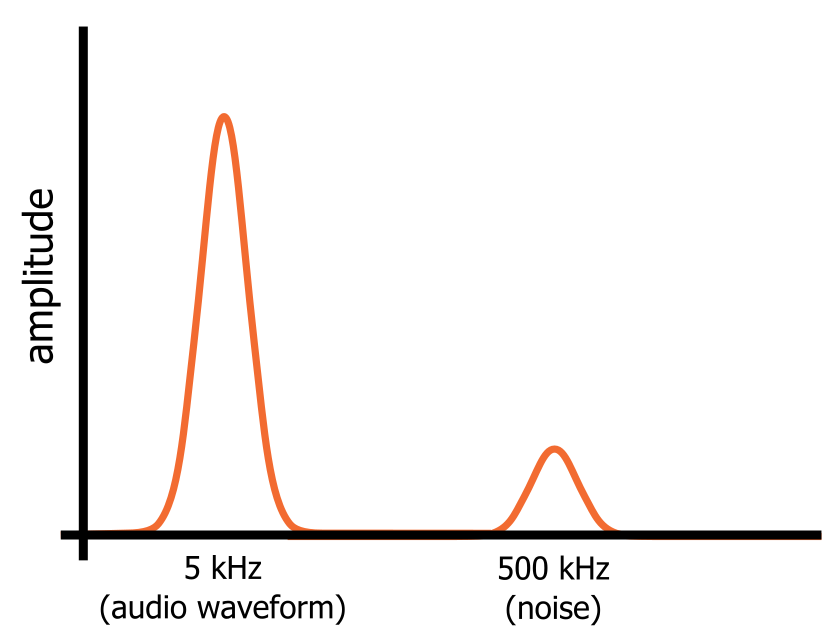 amplitude
5 kHz
(audio waveform)
500 kHz
(noise)